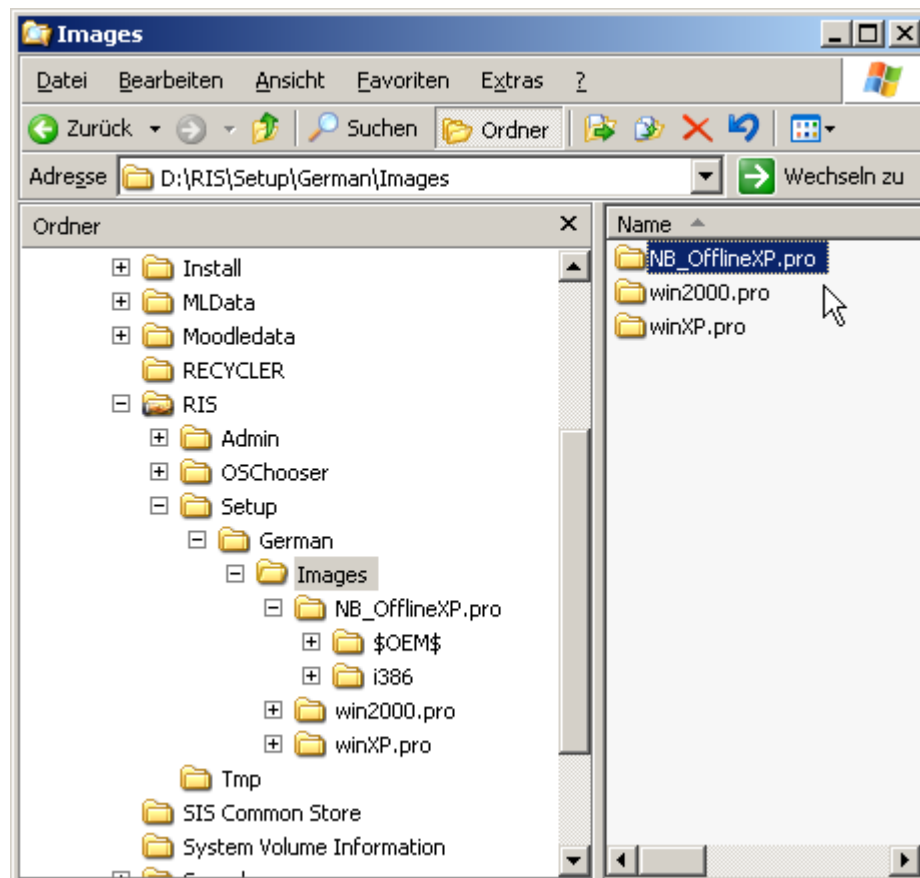 Images
Datei Bearbeiten Ansicht Favoriten Extras ?
Zurück Suchen Ordner
Adresse D:\RIS\Setup\German\Images Wechseln zu
Ordner
Install
MLData
Moodledata
RECYCLER
RIS
Admin
OSChooser
Setup
German
Images
NB_OfflineXP.pro
$OEM$
i386
win2000.pro
winXP.pro
Tmp
SIS Common Store
System Volume Information
Name
NB_OfflineXP.pro
win2000.pro
winXP.pro